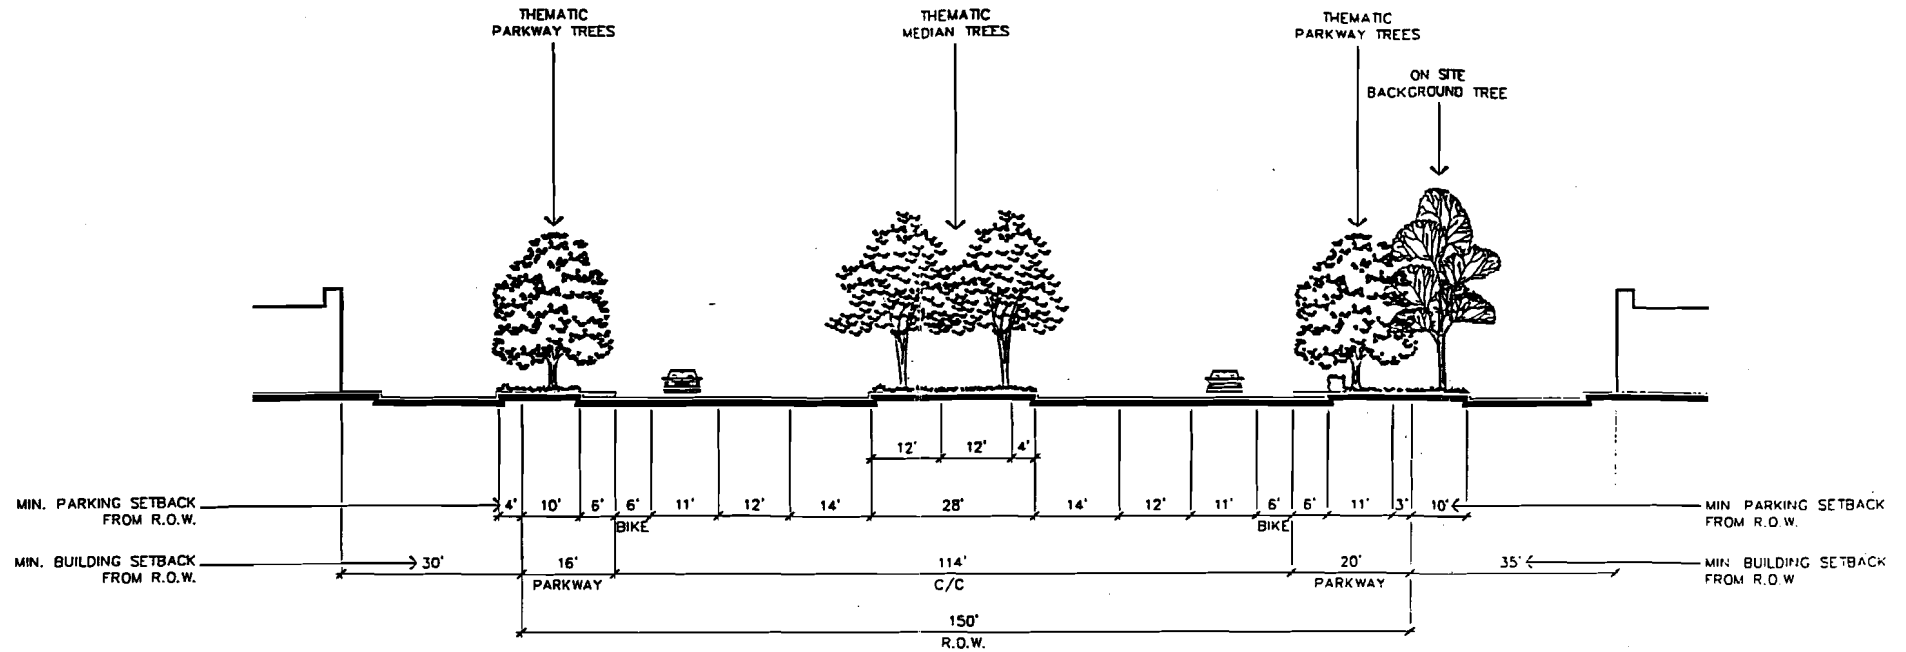 THEMATIC
PARKWAY TREES
THEMATIC
MEDIAN TREES
THEMATIC
PARKWAY TREES
ON SITE
BACKGROUND TREE
12' 12' 4'
MIN. PARKING SETBACK
FROM R.O.W.
4' 10' 6' 6' 11' 12' 14' 28' 14' 12' 11' 6' 6' 11' 3' 10'
BIKE BIKE
MIN PARKING SETBACK
FROM R.O.W.
MIN. BUILDING SETBACK
FROM R.O.W.
30' 16' 114' 20' 35'
PARKWAY C/C PARKWAY
MIN BUILDING SETBACK
FROM R.O.W
150'
R.O.W.